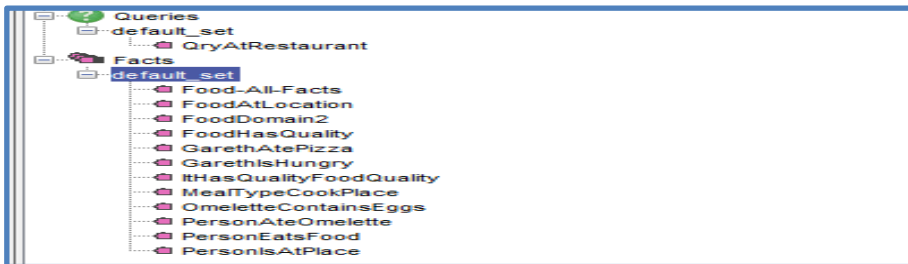 Queries
default_set
QryAtRestaurant
Facts
default_set
Food-All-Facts
FoodAtLocation
FoodDomain2
FoodHasQuality
GarethAtePizza
GarethIsHungry
ItHasQualityFoodQuality
MealTypeCookPlace
OmeletteContainsEggs
PersonAteOmelette
PersonEatsFood
PersonIsAtPlace